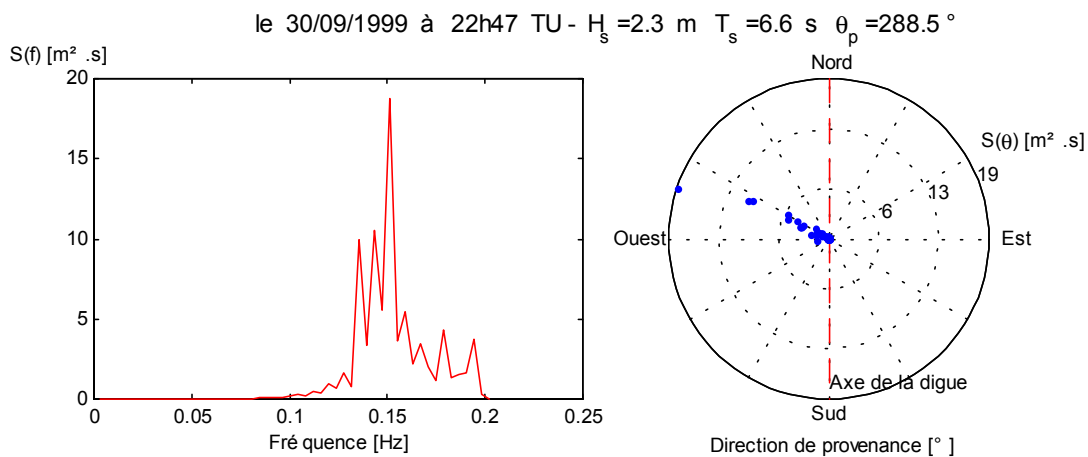 le 30/09/1999 à 22h47 TU - Hs =2.3 m Ts =6.6 s θp =288.5 °
S(f) [m² .s]
20
15
10
5
0
0
0.05
0.1
0.15
0.2
0.25
Fré quence [Hz]
Nord
S(θ) [m² .s]
19
13
6
Ouest
Est
Axe de la digue
Sud
Direction de provenance [° ]